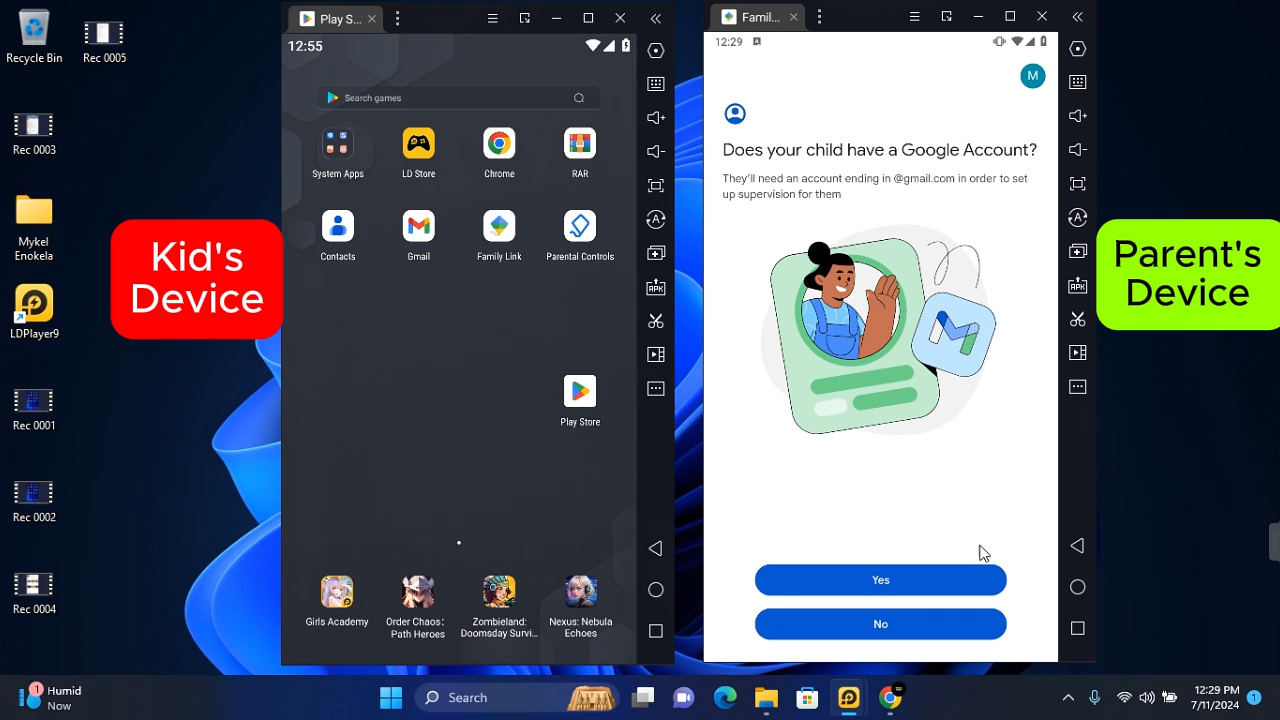 Recycle Bin
Rec 0005
Rec 0003
Mykel
Enokela
LDPlayer9
Rec 0001
Rec 0002
Rec 0004
Kid's
Device
Play S...
12:55
Search games
System Apps
LD Store
Chrome
RAR
Contacts
Gmail
Family Link
Parental Controls
Play Store
Girls Academy
Order Chaos:
Path Heroes
Zombieland:
Doomsday Survi...
Nexus: Nebula
Echoes
APK
Famil...
12:29
M
Does your child have a Google Account?
They'll need an account ending in @gmail.com in order to set
up supervision for them
Yes
No
APK
Parent's
Device
1
Humid
Now
Search
12:29 PM
7/11/2024
1